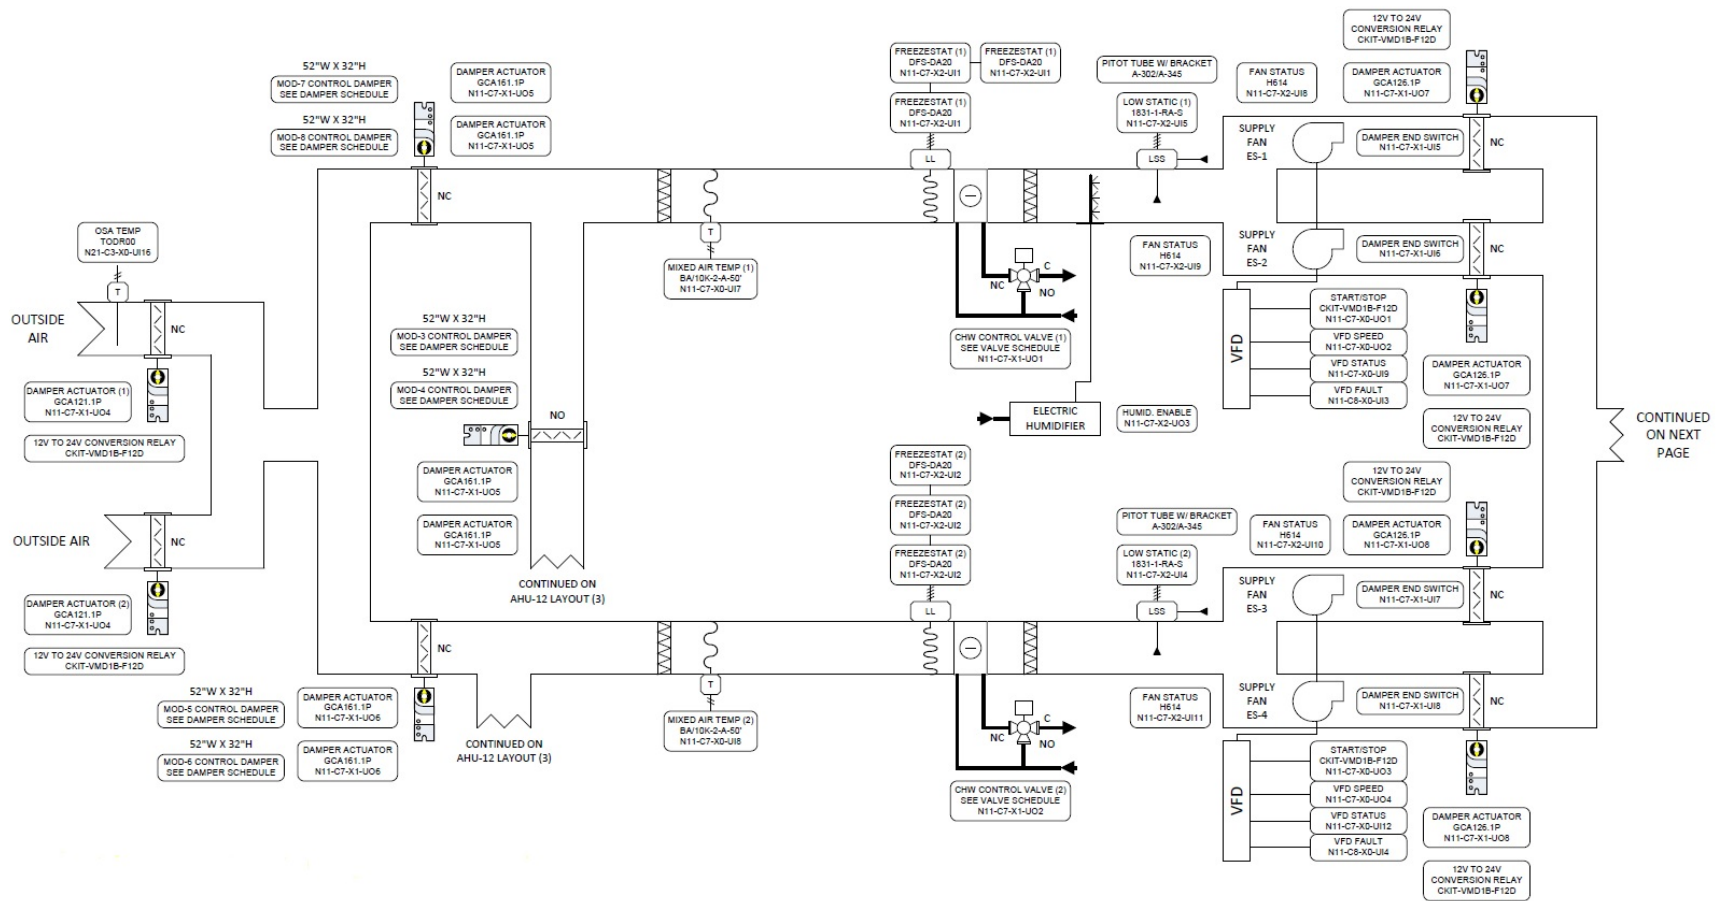 52"W X 32"H
MOD-7 CONTROL DAMPER
SEE DAMPER SCHEDULE
52"W X 32"H
MOD-8 CONTROL DAMPER
SEE DAMPER SCHEDULE
DAMPER ACTUATOR
GCA161.1P
N11-C7-X1-UO5
DAMPER ACTUATOR
GCA161.1P
N11-C7-X1-UO5
NC
FREEZESTAT (1)
DFS-DA20
N11-C7-X2-UI1
FREEZESTAT (1)
DFS-DA20
N11-C7-X2-UI1
FREEZESTAT (1)
DFS-DA20
N11-C7-X2-UI1
LL
PITOT TUBE W/ BRACKET
A-302/A-345
LOW STATIC (1)
1831-1-RA-S
N11-C7-X2-UI5
LSS
FAN STATUS
H614
N11-C7-X2-UI8
12V TO 24V
CONVERSION RELAY
CKIT-VMD1B-F12D
DAMPER ACTUATOR
GCA126.1P
N11-C7-X1-UO7
SUPPLY
FAN
ES-1
DAMPER END SWITCH
N11-C7-X1-UI5
NC
OSA TEMP
TODR00
N21-C3-X0-UI16
T
OUTSIDE
AIR
NC
DAMPER ACTUATOR (1)
GCA121.1P
N11-C7-X1-UO4
12V TO 24V CONVERSION RELAY
CKIT-VMD1B-F12D
T
MIXED AIR TEMP (1)
BA/10K-2-A-50'
N11-C7-X0-UI7
C
NC
NO
CHW CONTROL VALVE (1)
SEE VALVE SCHEDULE
N11-C7-X1-UO1
FAN STATUS
H614
N11-C7-X2-UI9
SUPPLY
FAN
ES-2
DAMPER END SWITCH
N11-C7-X1-UI6
NC
VFD
START/STOP
CKIT-VMD1B-F12D
N11-C7-X0-UO1
VFD SPEED
N11-C7-X0-UO2
VFD STATUS
N11-C7-X0-UI9
VFD FAULT
N11-C8-X0-UI3
DAMPER ACTUATOR
GCA126.1P
N11-C7-X1-UO7
12V TO 24V
CONVERSION RELAY
CKIT-VMD1B-F12D
52"W X 32"H
MOD-3 CONTROL DAMPER
SEE DAMPER SCHEDULE
52"W X 32"H
MOD-4 CONTROL DAMPER
SEE DAMPER SCHEDULE
NO
DAMPER ACTUATOR
GCA161.1P
N11-C7-X1-UO5
DAMPER ACTUATOR
GCA161.1P
N11-C7-X1-UO5
CONTINUED ON
AHU-12 LAYOUT (3)
ELECTRIC
HUMIDIFIER
HUMID. ENABLE
N11-C7-X2-UO3
CONTINUED
ON NEXT
PAGE
OUTSIDE AIR
NC
DAMPER ACTUATOR (2)
GCA121.1P
N11-C7-X1-UO4
12V TO 24V CONVERSION RELAY
CKIT-VMD1B-F12D
FREEZESTAT (2)
DFS-DA20
N11-C7-X2-UI2
FREEZESTAT (2)
DFS-DA20
N11-C7-X2-UI2
FREEZESTAT (2)
DFS-DA20
N11-C7-X2-UI2
LL
PITOT TUBE W/ BRACKET
A-302/A-345
LOW STATIC (2)
1831-1-RA-S
N11-C7-X2-UI4
LSS
FAN STATUS
H614
N11-C7-X2-UI10
12V TO 24V
CONVERSION RELAY
CKIT-VMD1B-F12D
DAMPER ACTUATOR
GCA126.1P
N11-C7-X1-UO8
SUPPLY
FAN
ES-3
DAMPER END SWITCH
N11-C7-X1-UI7
NC
NC
52"W X 32"H
MOD-5 CONTROL DAMPER
SEE DAMPER SCHEDULE
52"W X 32"H
MOD-6 CONTROL DAMPER
SEE DAMPER SCHEDULE
DAMPER ACTUATOR
GCA161.1P
N11-C7-X1-UO6
DAMPER ACTUATOR
GCA161.1P
N11-C7-X1-UO6
CONTINUED ON
AHU-12 LAYOUT (3)
T
MIXED AIR TEMP (2)
BA/10K-2-A-50'
N11-C7-X0-UI8
C
NC
NO
CHW CONTROL VALVE (2)
SEE VALVE SCHEDULE
N11-C7-X1-UO2
FAN STATUS
H614
N11-C7-X2-UI11
SUPPLY
FAN
ES-4
DAMPER END SWITCH
N11-C7-X1-UI8
NC
VFD
START/STOP
CKIT-VMD1B-F12D
N11-C7-X0-UO3
VFD SPEED
N11-C7-X0-UO4
VFD STATUS
N11-C7-X0-UI12
VFD FAULT
N11-C8-X0-UI4
DAMPER ACTUATOR
GCA126.1P
N11-C7-X1-UO8
12V TO 24V
CONVERSION RELAY
CKIT-VMD1B-F12D